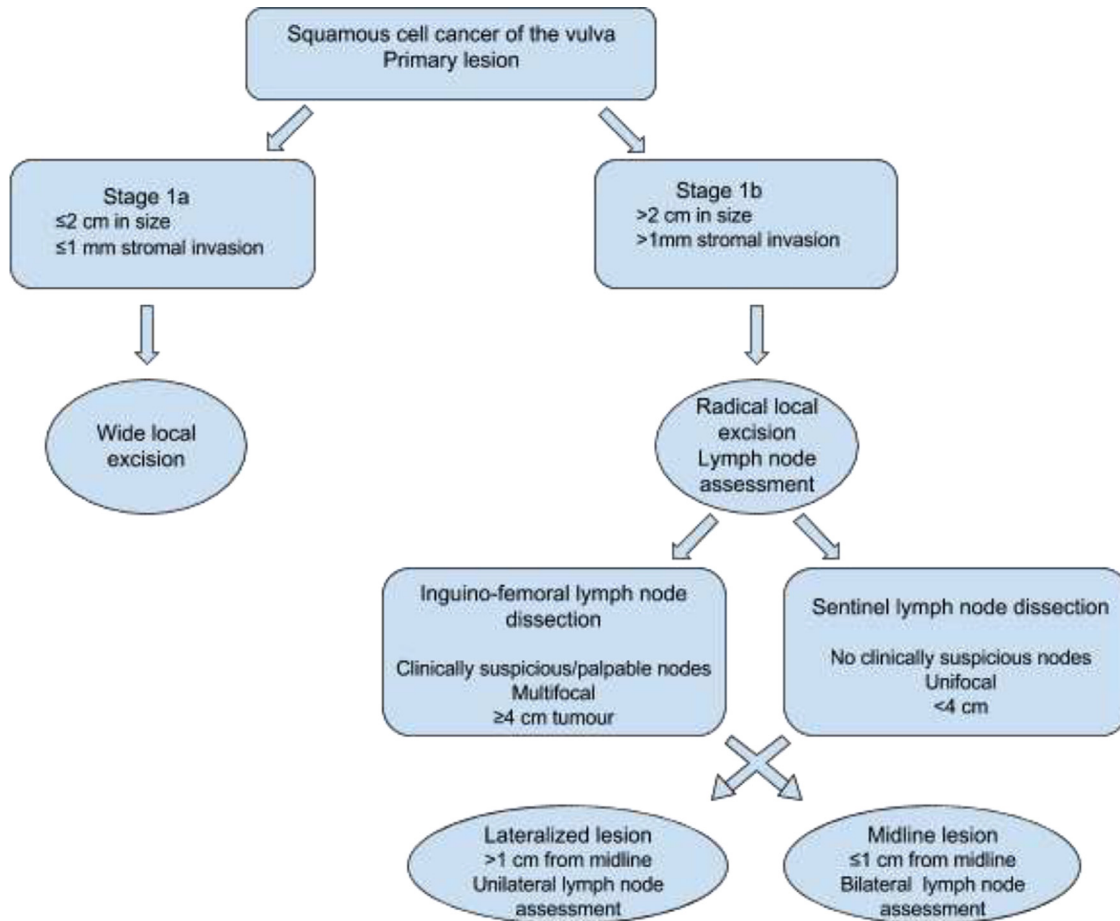 Squamous cell cancer of the vulva
Primary lesion
Stage 1a
≤2 cm in size
≤1 mm stromal invasion
Stage 1b
>2 cm in size
>1mm stromal invasion
Wide local
excision
Radical local
excision
Lymph node
assessment
Inguino-femoral lymph node
dissection
Clinically suspicious/palpable nodes
Multifocal
≥4 cm tumour
Sentinel lymph node dissection
No clinically suspicious nodes
Unifocal
<4 cm
Lateralized lesion
>1 cm from midline
Unilateral lymph node
assessment
Midline lesion
≤1 cm from midline
Bilateral lymph node
assessment